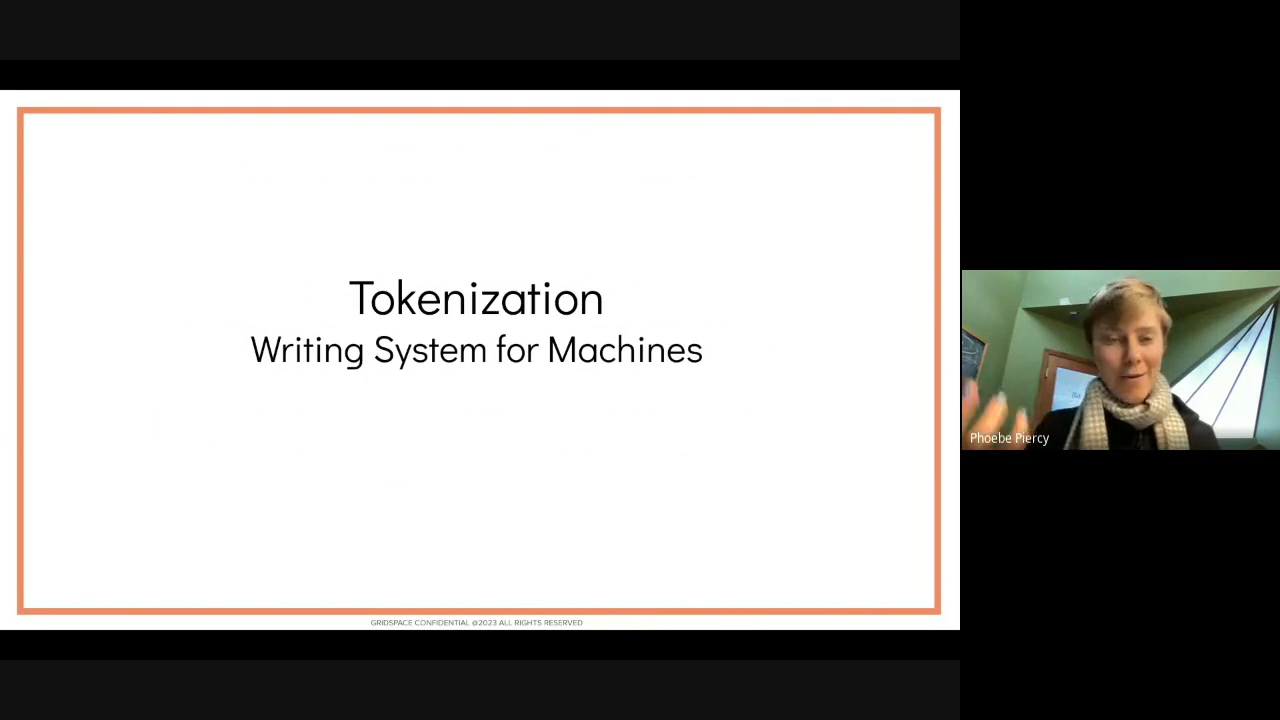 Tokenization
Writing System for Machines
GRIDSPACE CONFIDENTIAL @2023 ALL RIGHTS RESERVED
Phoebe Piercy